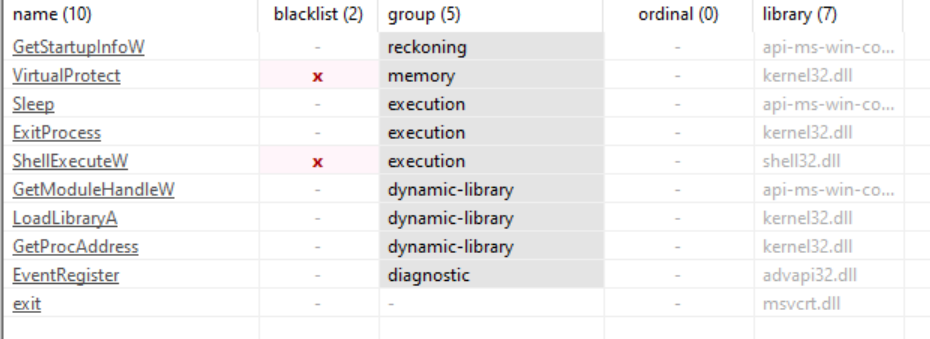 name (10) blacklist (2) group (5) ordinal (0) library (7)
GetStartupInfoW - reckoning - api-ms-win-co...
VirtualProtect x memory - kernel32.dll
Sleep - execution - api-ms-win-co...
ExitProcess - execution - kernel32.dll
ShellExecuteW x execution - shell32.dll
GetModuleHandleW - dynamic-library - api-ms-win-co...
LoadLibraryA - dynamic-library - kernel32.dll
GetProcAddress - dynamic-library - kernel32.dll
EventRegister - diagnostic - advapi32.dll
exit - - - msvcrt.dll